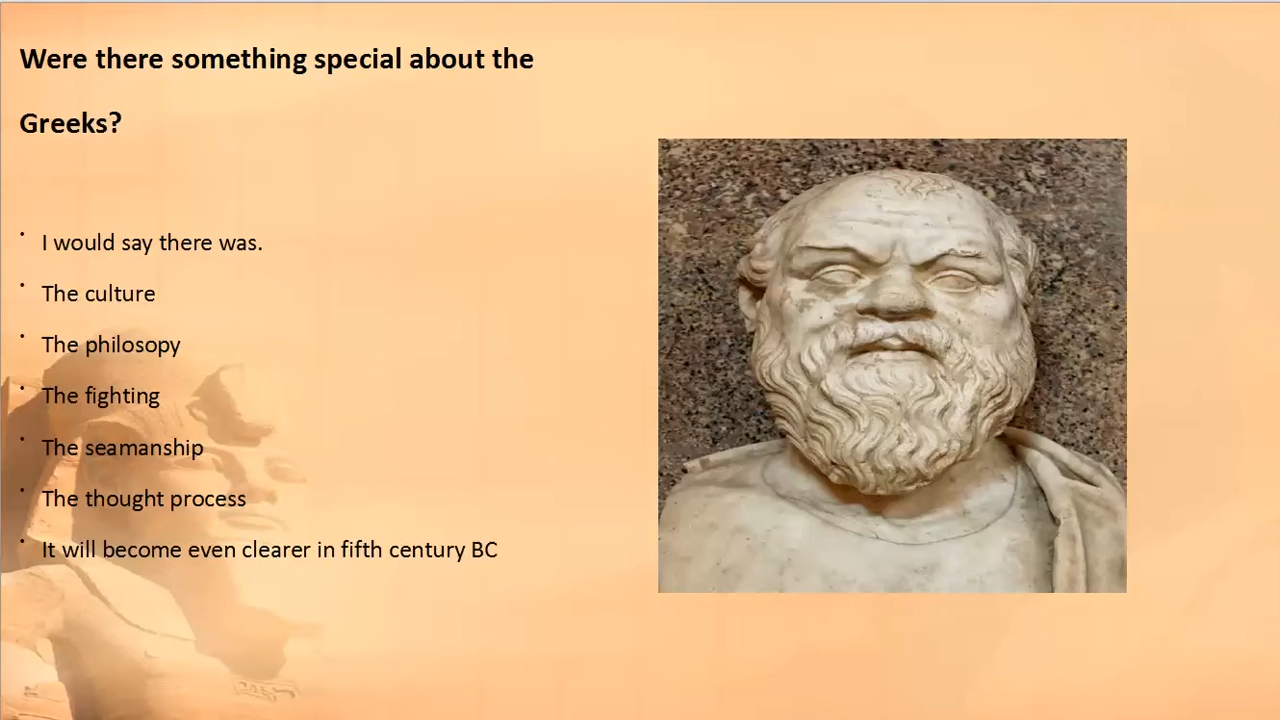 Were there something special about the
Greeks?
• I would say there was.
• The culture
• The philosopy
• The fighting
• The seamanship
• The thought process
• It will become even clearer in fifth century BC